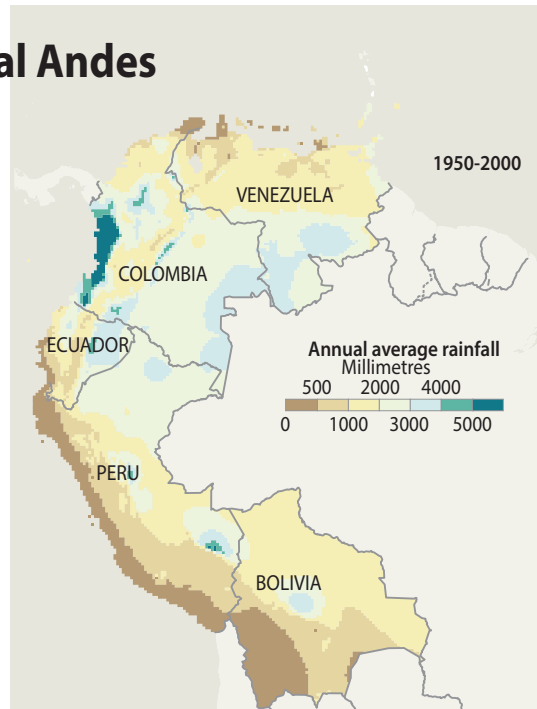 al Andes
1950-2000
VENEZUELA
COLOMBIA
ECUADOR
Annual average rainfall
Millimetres
500 2000 4000
0 1000 3000 5000
PERU
BOLIVIA